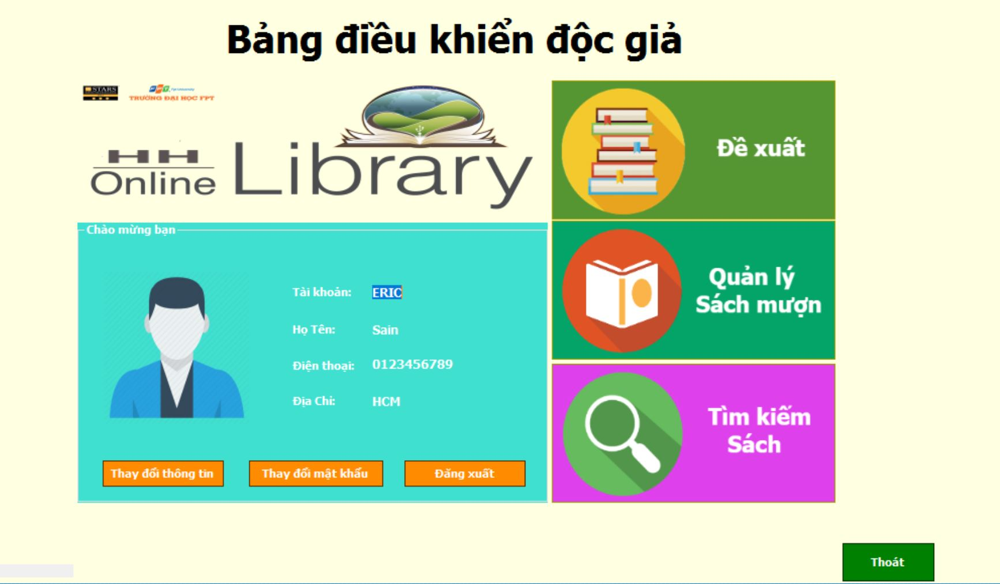 Bảng điều khiển độc giả
STARS
FPT Fpt University
TRƯỜNG ĐẠI HỌC FPT
HH
Online Library
Đề xuất
Chào mừng bạn
Tài khoản: ERIC
Họ Tên: Sain
Điện thoại: 0123456789
Địa Chỉ: HCM
Thay đổi thông tin
Thay đổi mật khẩu
Đăng xuất
Quản lý
Sách mượn
Tìm kiếm
Sách
Thoát